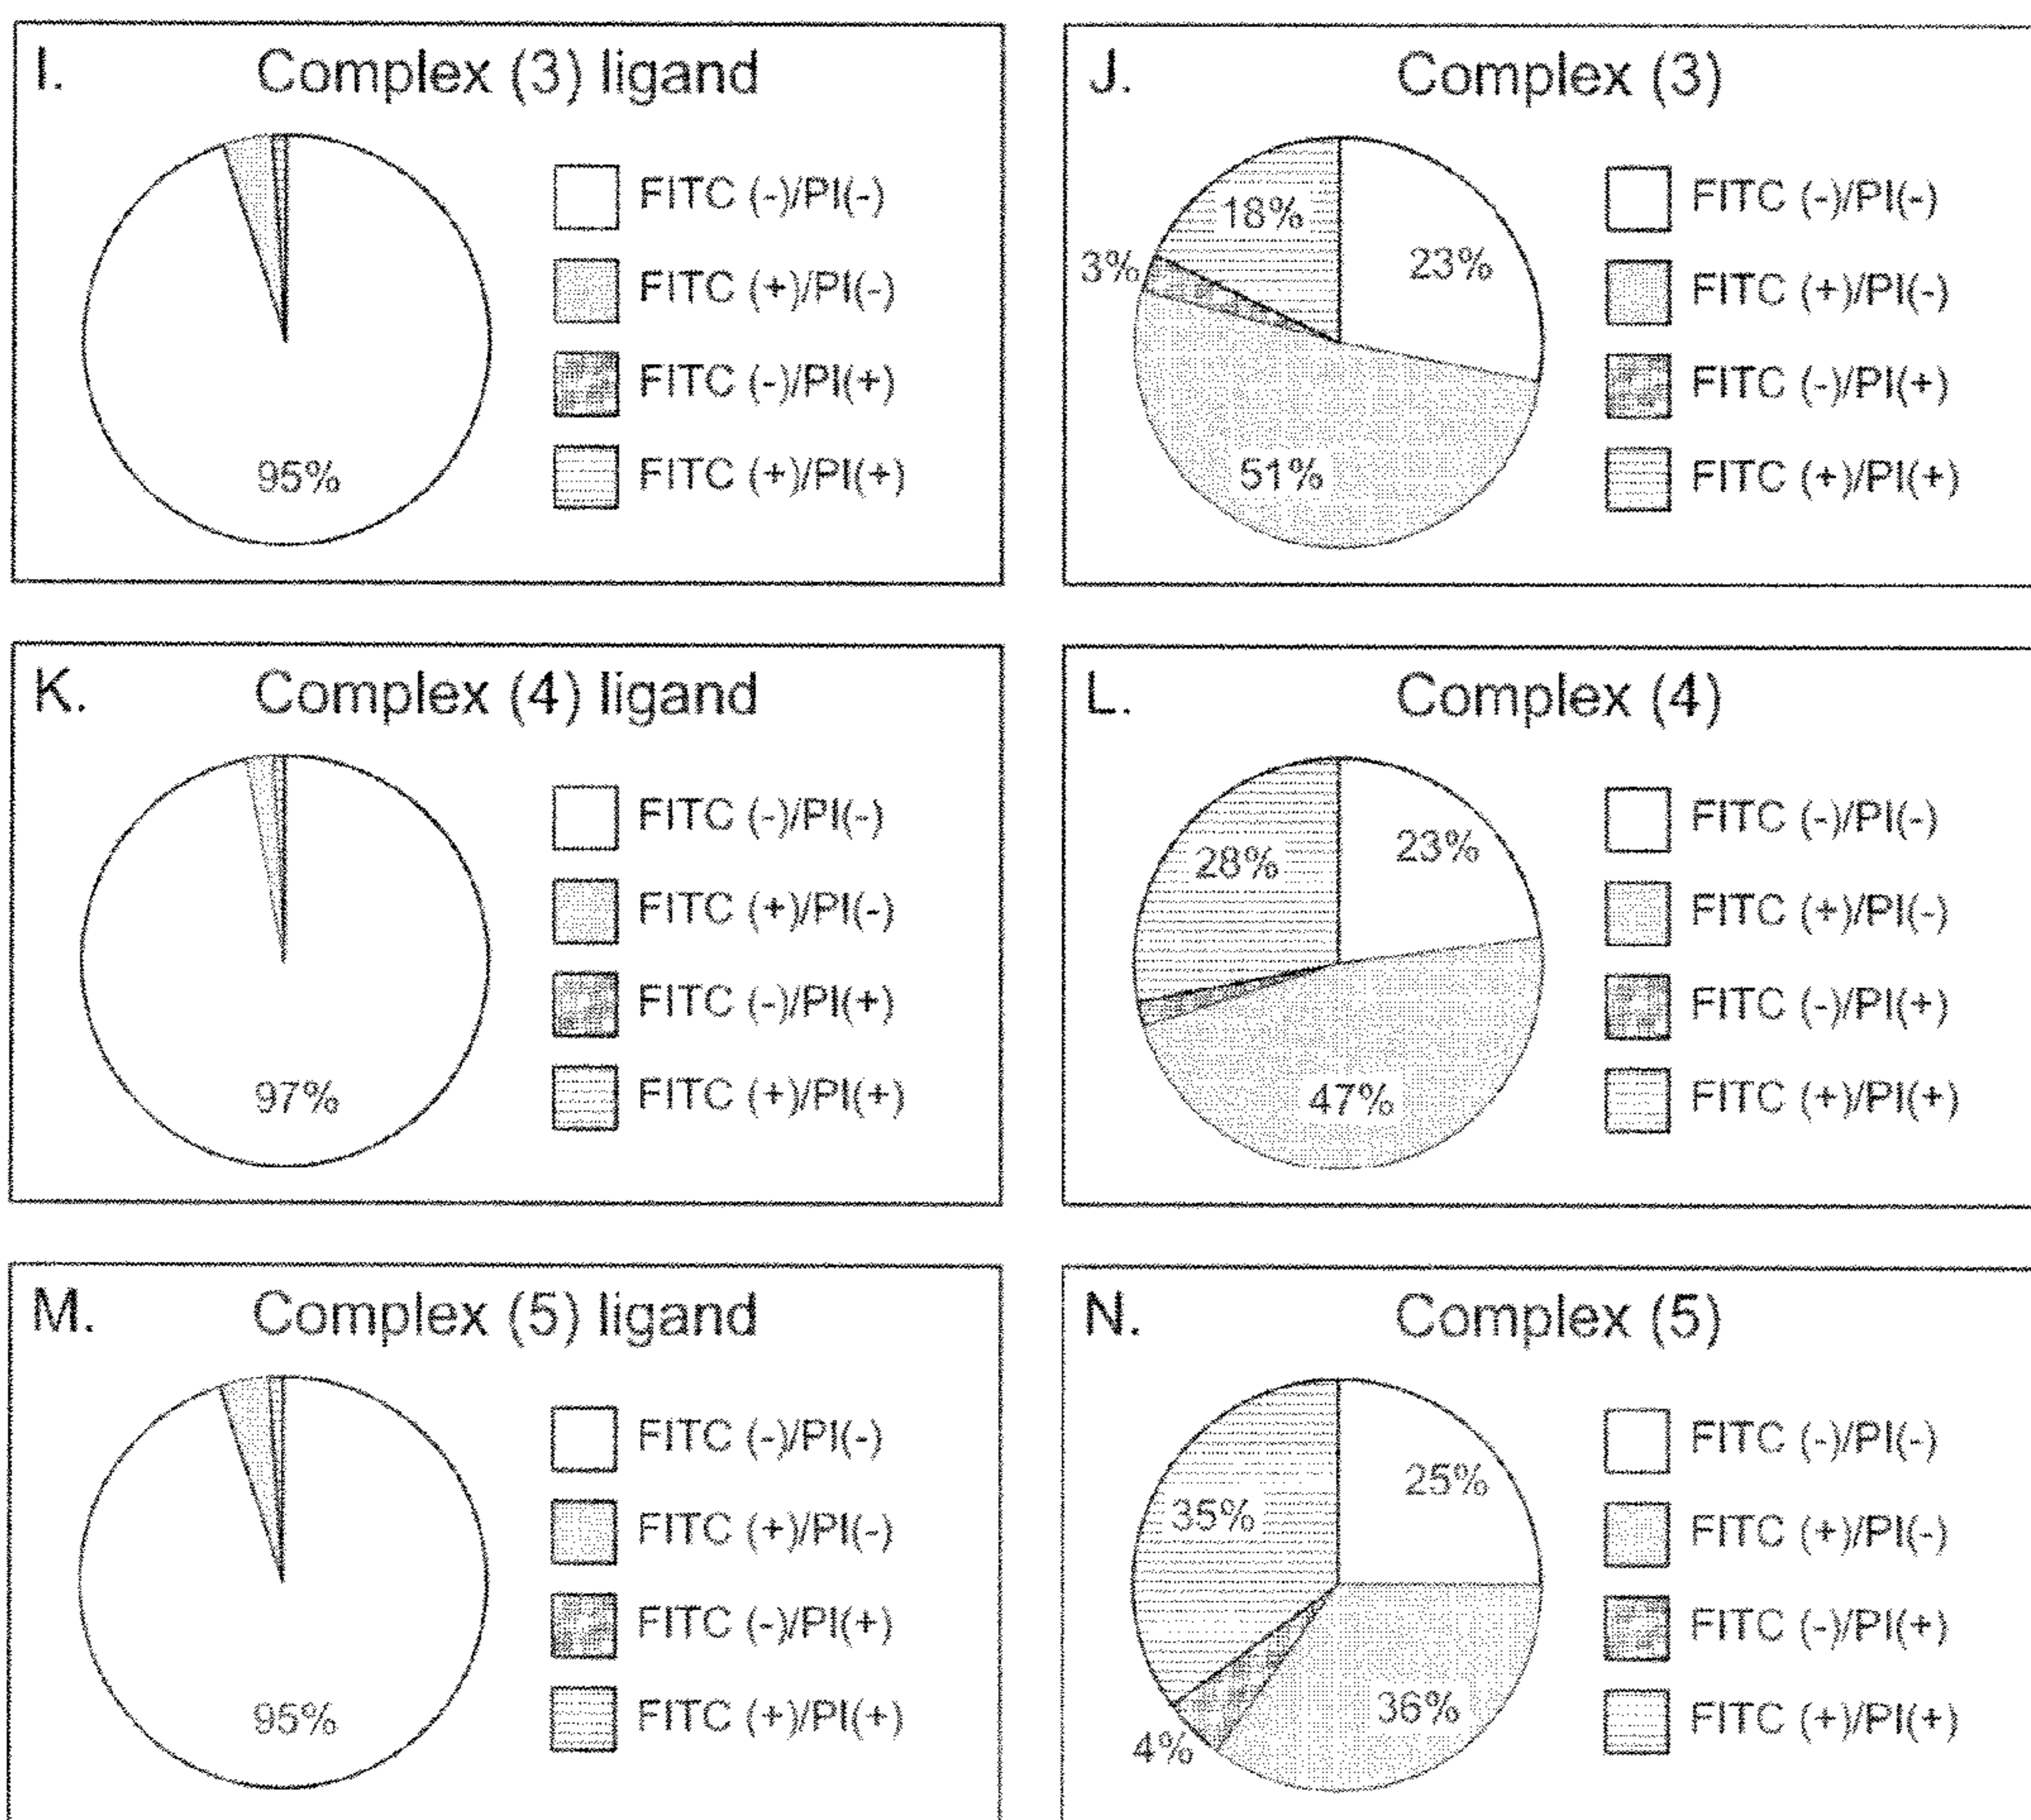 I. Complex (3) ligand
FITC (-)/PI(-)
FITC (+)/PI(-)
FITC (-)/PI(+)
FITC (+)/PI(+)
95%
J. Complex (3)
18%
23%
3%
51%
FITC (-)/PI(-)
FITC (+)/PI(-)
FITC (-)/PI(+)
FITC (+)/PI(+)
K. Complex (4) ligand
FITC (-)/PI(-)
FITC (+)/PI(-)
FITC (-)/PI(+)
FITC (+)/PI(+)
97%
L. Complex (4)
23%
28%
47%
FITC (-)/PI(-)
FITC (+)/PI(-)
FITC (-)/PI(+)
FITC (+)/PI(+)
M. Complex (5) ligand
FITC (-)/PI(-)
FITC (+)/PI(-)
FITC (-)/PI(+)
FITC (+)/PI(+)
95%
N. Complex (5)
25%
35%
36%
4%
FITC (-)/PI(-)
FITC (+)/PI(-)
FITC (-)/PI(+)
FITC (+)/PI(+)